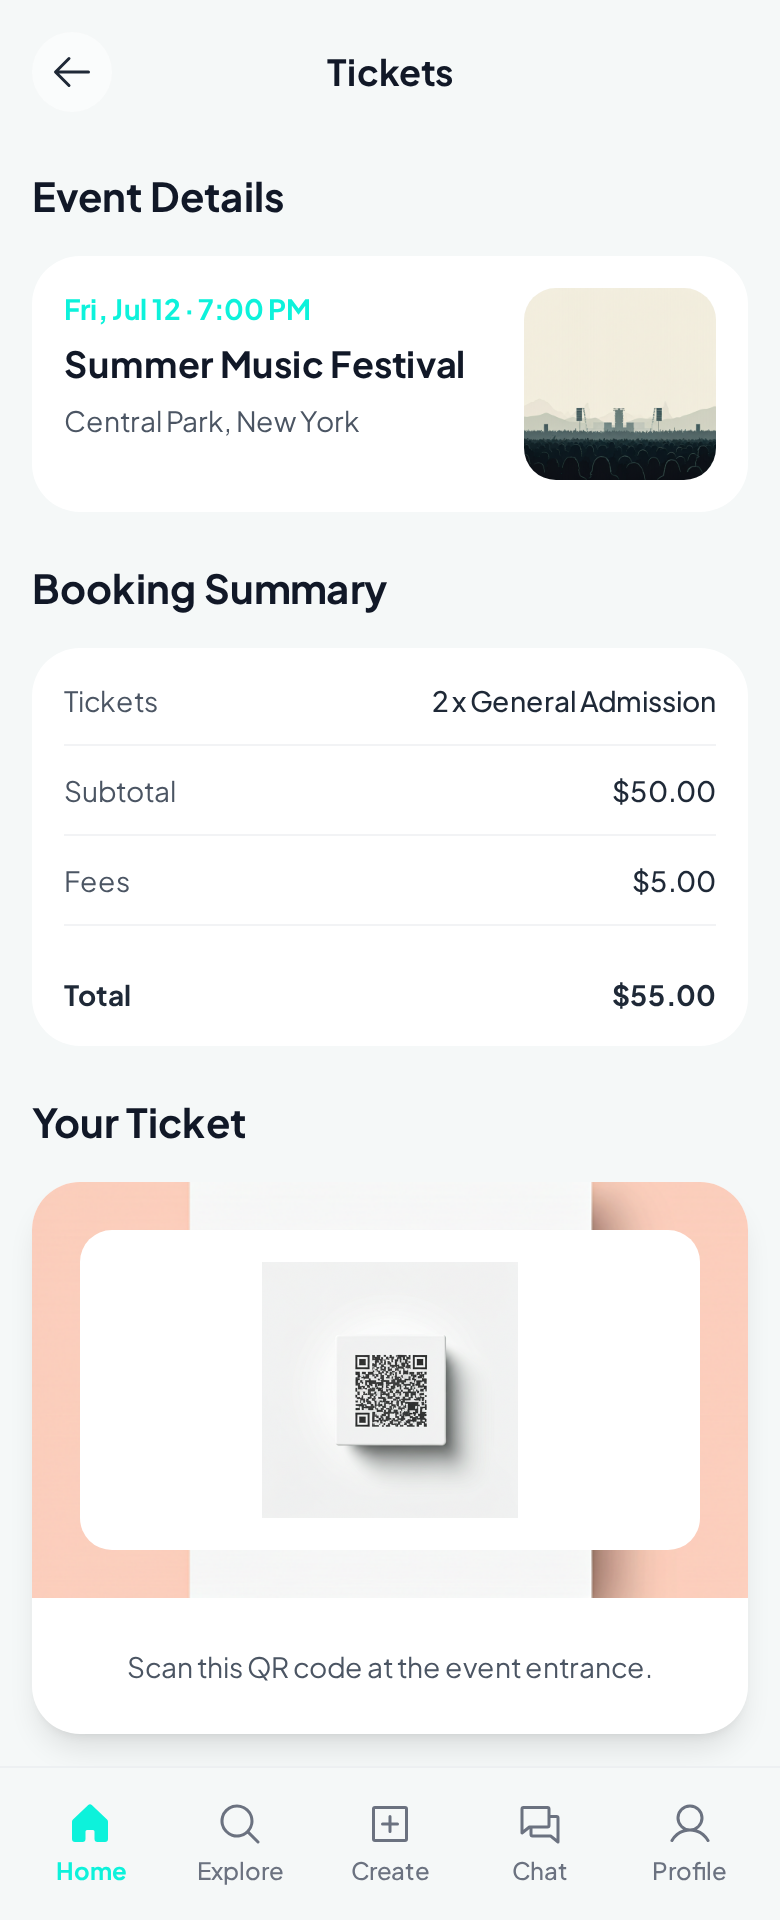 Tickets
Event Details
Fri, Jul 12 · 7:00 PM
Summer Music Festival
Central Park, New York
Booking Summary
Tickets 2 x General Admission
Subtotal $50.00
Fees $5.00
Total $55.00
Your Ticket
Scan this QR code at the event entrance.
Home Explore Create Chat Profile